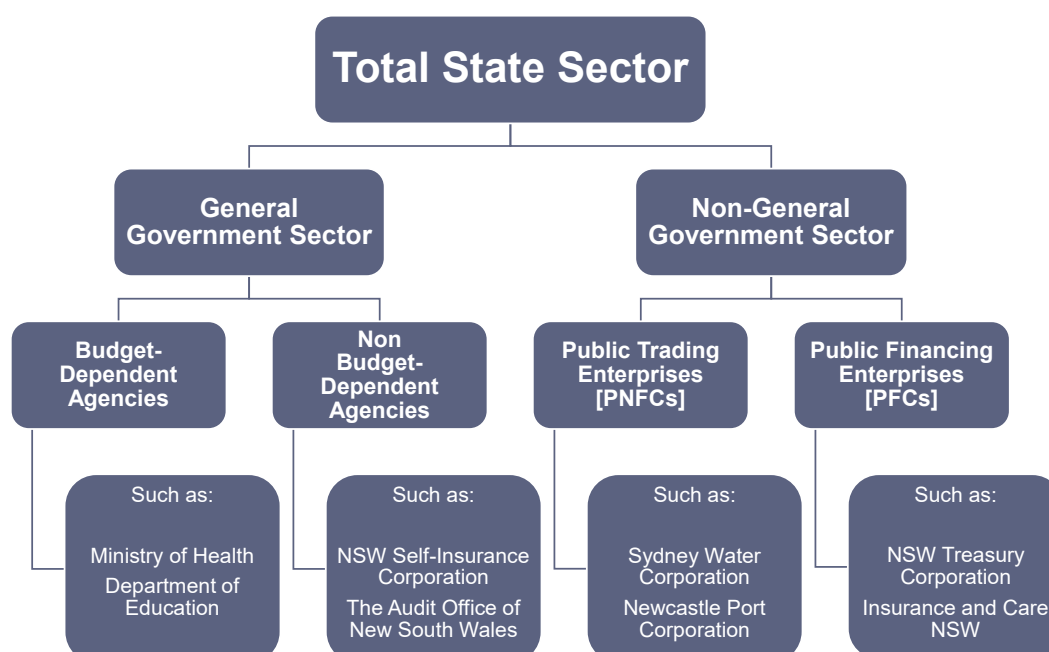 Total State Sector
General
Government Sector
Non-General
Government Sector
Budget-
Dependent
Agencies
Non
Budget-
Dependent
Agencies
Public Trading
Enterprises
[PNFCs]
Public Financing
Enterprises
[PFCs]
Such as:
Ministry of Health
Department of
Education
Such as:
NSW Self-Insurance
Corporation
The Audit Office of
New South Wales
Such as:
Sydney Water
Corporation
Newcastle Port
Corporation
Such as:
NSW Treasury
Corporation
Insurance and Care
NSW